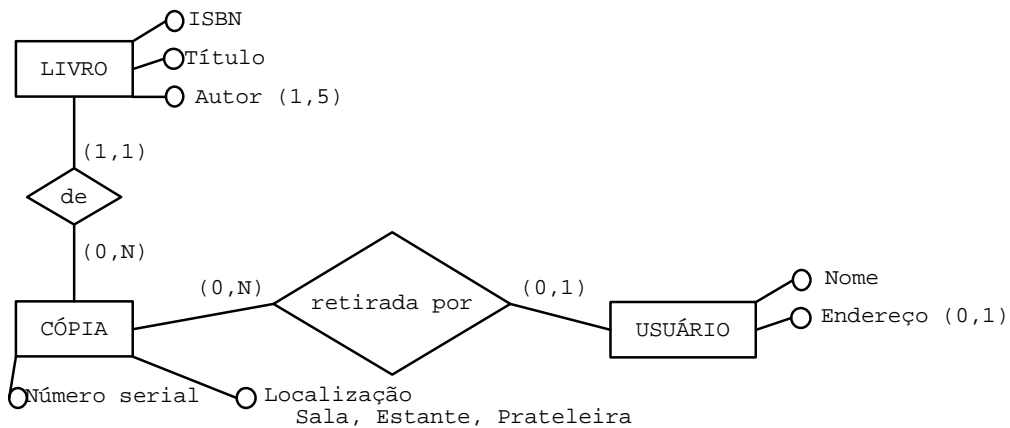 ISBN
LIVRO
Título
Autor (1,5)
(1,1)
de
(0,N)
(0,N)
retirada por
(0,1)
Nome
CÓPIA
USUÁRIO
Endereço (0,1)
Número serial
Localização
Sala, Estante, Prateleira